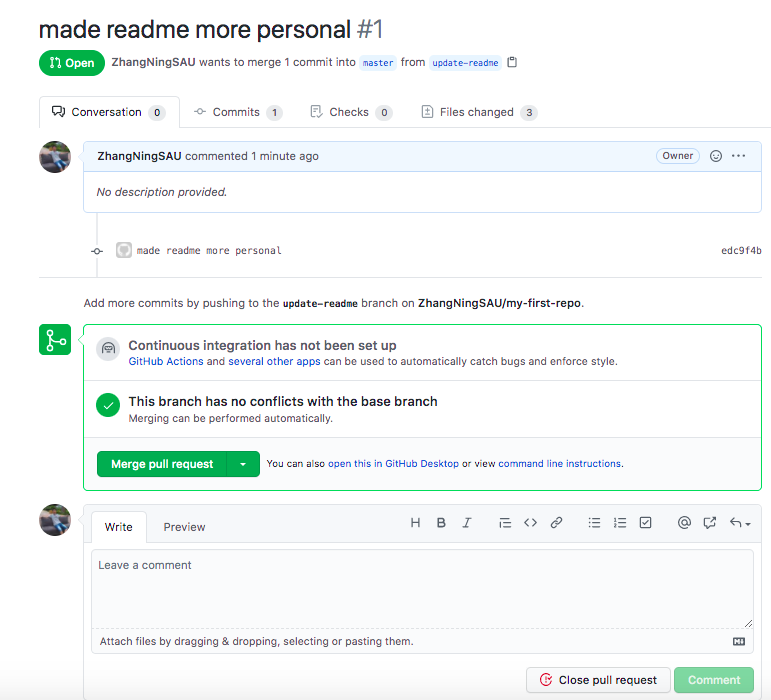 made readme more personal #1
Open ZhangNingSAU wants to merge 1 commit into master from update-readme
Conversation 0 Commits 1 Checks 0 Files changed 3
ZhangNingSAU commented 1 minute ago Owner
No description provided.
made readme more personal edc9f4b
Add more commits by pushing to the update-readme branch on ZhangNingSAU/my-first-repo.
Continuous integration has not been set up
GitHub Actions and several other apps can be used to automatically catch bugs and enforce style.
This branch has no conflicts with the base branch
Merging can be performed automatically.
Merge pull request You can also open this in GitHub Desktop or view command line instructions.
Write Preview
Leave a comment
Attach files by dragging & dropping, selecting or pasting them.
Close pull request Comment